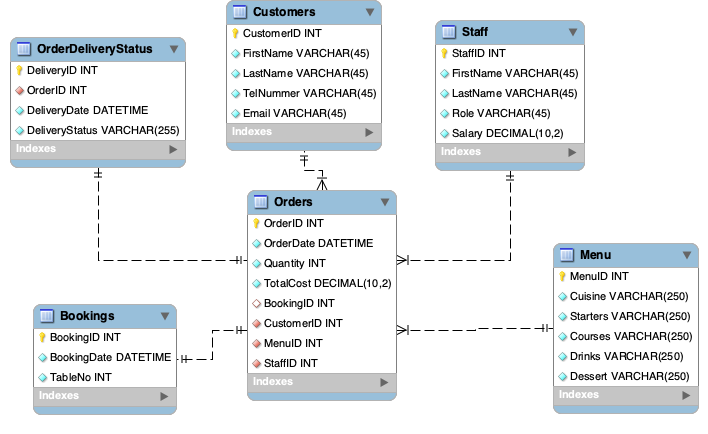 OrderDeliveryStatus
DeliveryID INT
OrderID INT
DeliveryDate DATETIME
DeliveryStatus VARCHAR(255)
Indexes
Customers
CustomerID INT
FirstName VARCHAR(45)
LastName VARCHAR(45)
TelNummer VARCHAR(45)
Email VARCHAR(45)
Indexes
Staff
StaffID INT
FirstName VARCHAR(45)
LastName VARCHAR(45)
Role VARCHAR(45)
Salary DECIMAL(10,2)
Indexes
Orders
OrderID INT
OrderDate DATETIME
Quantity INT
TotalCost DECIMAL(10,2)
BookingID INT
CustomerID INT
MenuID INT
StaffID INT
Indexes
Menu
MenuID INT
Cuisine VARCHAR(250)
Starters VARCHAR(250)
Courses VARCHAR(250)
Drinks VARCHAR(250)
Dessert VARCHAR(250)
Indexes
Bookings
BookingID INT
BookingDate DATETIME
TableNo INT
Indexes